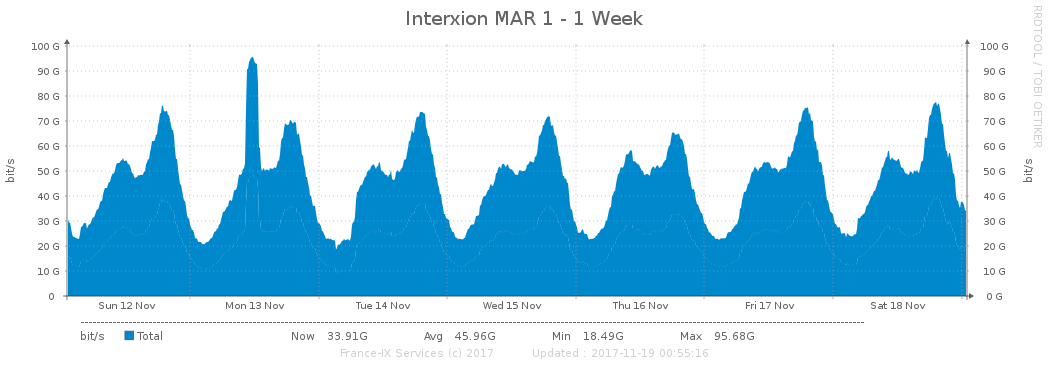 Interxion MAR 1 - 1 Week
RRDTOOL / TOBI OETIKER
bit/s
100 G
90 G
80 G
70 G
60 G
50 G
40 G
30 G
20 G
10 G
0
100 G
90 G
80 G
70 G
60 G
50 G
40 G
30 G
20 G
10 G
0 G
bit/s
Sun 12 Nov Mon 13 Nov Tue 14 Nov Wed 15 Nov Thu 16 Nov Fri 17 Nov Sat 18 Nov
bit/s Total Now 33.91G Avg 45.96G Min 18.49G Max 95.68G
France-IX Services (c) 2017 Updated : 2017-11-19 00:55:16